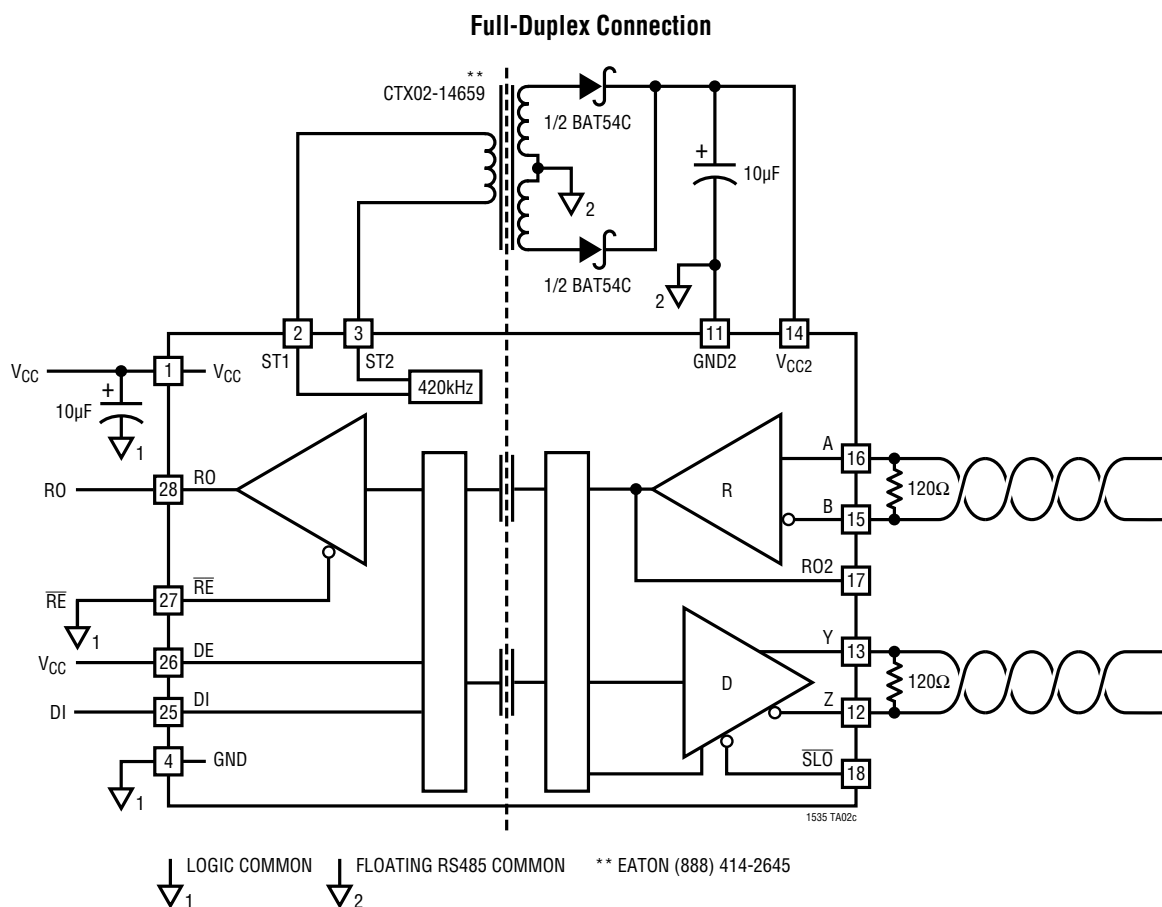 Full-Duplex Connection
**
CTX02-14659
1/2 BAT54C
+
10µF
2
1/2 BAT54C
2
2
3
11
14
ST1
ST2
GND2
VCC2
VCC
1
VCC
420kHz
+
10µF
1
A
16
RO
28
RO
R
120Ω
B
15
RO2
17
R̅E̅
27
R̅E̅
1
Y
13
VCC
26
DE
D
120Ω
DI
25
DI
Z
12
4
GND
S̅L̅O̅
18
1
1535 TA02c
LOGIC COMMON
1
FLOATING RS485 COMMON
2
** EATON (888) 414-2645